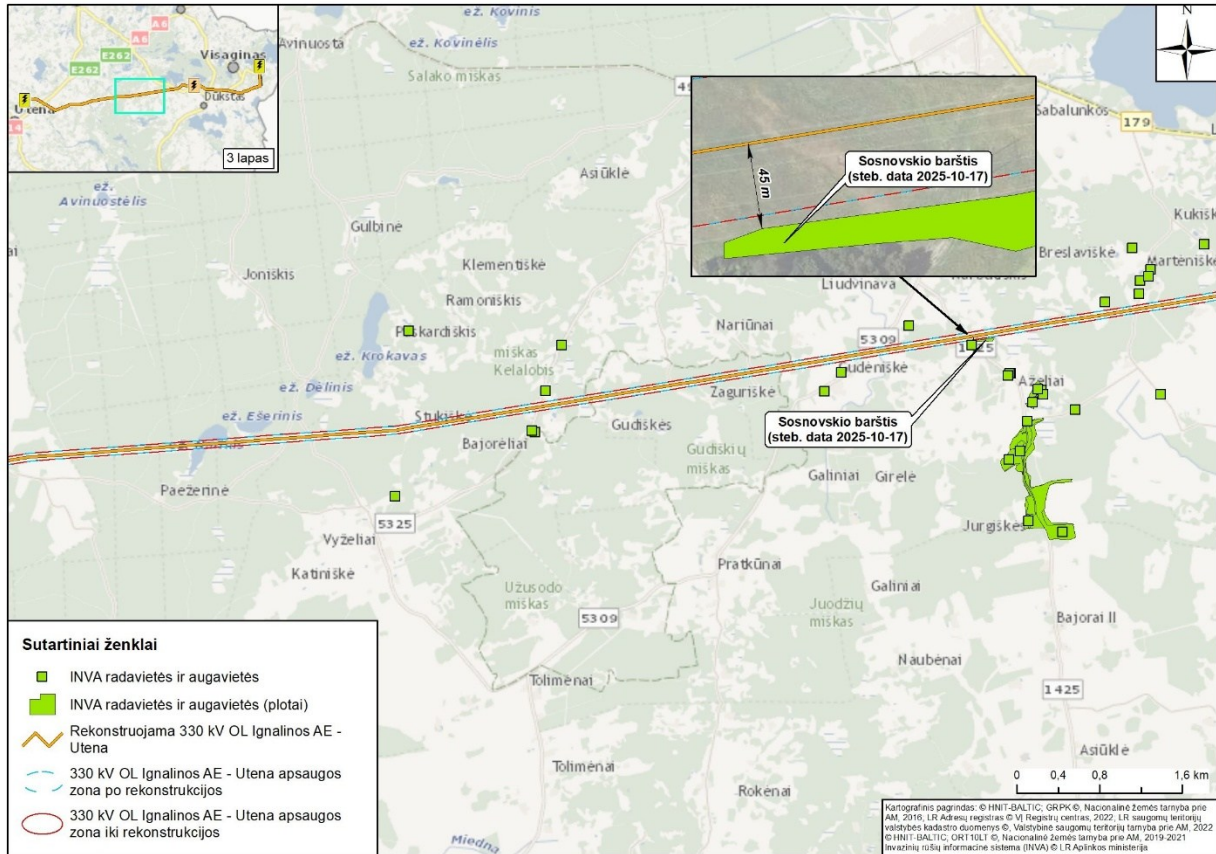 ež. Kovinis
ež. Kovinėlis
Avinuosta
Salako miškas
A6
A6
E262
E262
Visaginas
Dūkštas
Utena
14
3 lapas
N
Sabalunkos
179
ež.
Avinuostėlis
Asiūklė
Gulbinė
Joniškis
Klementiškė
Ramoniškis
45 m
Sosnovskio barštis
(steb. data 2025-10-17)
Kukišk
Breslaviškė
Martėniškė
Liudvinava
Nariūnai
5309
1425
ež. Krokavas
miškas
Kelalobis
ež. Dėlinis
ež. Ešerinis
Stukiškė
Bajorėliai
Gudiškės
Zaguriškė
Gudėniškė
Aželiai
Sosnovskio barštis
(steb. data 2025-10-17)
Gudiškių
miškas
Galiniai
Girelė
Paežerinė
5325
Vyželiai
Katiniškė
Jurgiškės
Pratkūnai
Užusodo
miškas
Galiniai
5309
Juodžių
miškas
Bajorai II
Naubėnai
Tolimėnai
1425
Asiūklė
Tolimėnai
Rokėnai
Miedna
Sutartiniai ženklai
INVA radavietės ir augavietės
INVA radavietės ir augavietės (plotai)
Rekonstruojama 330 kV OL Ignalinos AE -
Utena
330 kV OL Ignalinos AE - Utena apsaugos
zona po rekonstrukcijos
330 kV OL Ignalinos AE - Utena apsaugos
zona iki rekonstrukcijos
0 0,4 0,8 1,6 km
Kartografinis pagrindas: © HNIT-BALTIC; GRPK ©, Nacionalinė žemės tarnyba prie
AM, 2016; LR Adresų registras © VĮ Registrų centras, 2022; LR saugomų teritorijų
valstybės kadastro duomenys ©, Valstybinė saugomų teritorijų tarnyba prie AM, 2022
© HNIT-BALTIC; ORT10LT ©, Nacionalinė žemės tarnyba prie AM, 2019-2021
Invazinių rūšių informacinė sistema (INVA) © LR Aplinkos ministerija